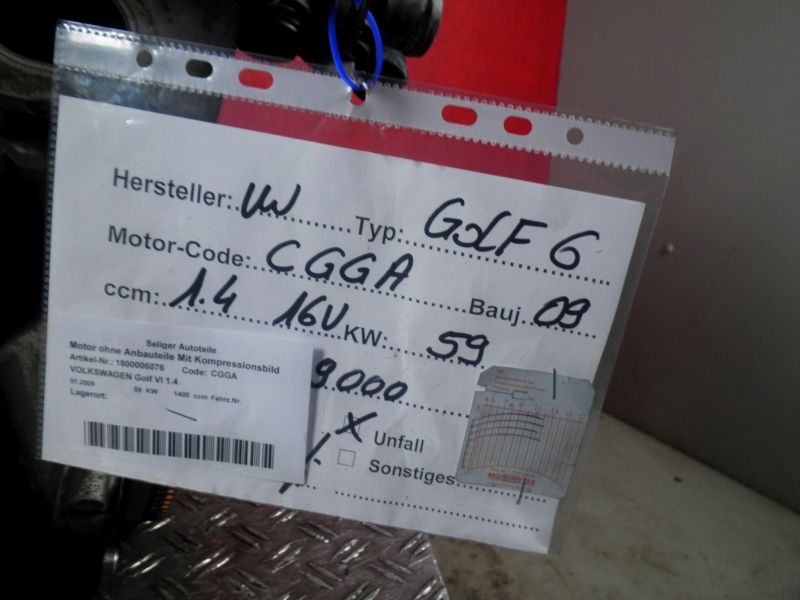 Hersteller: VW Typ: Golf 6
Motor-Code: CGGA Bauj. 09
ccm: 1.4 16V KW: 59
9000
X Unfall
Sonstiges
Seliger Autoteile
Motor ohne Anbauteile Mit Kompressionsbild
Artikel-Nr.: 1800006076 Code: CGGA
VOLKSWAGEN Golf VI 1.4
01.2009 59 KW 1400 ccm Fahrz.Nr.
Lagerort: